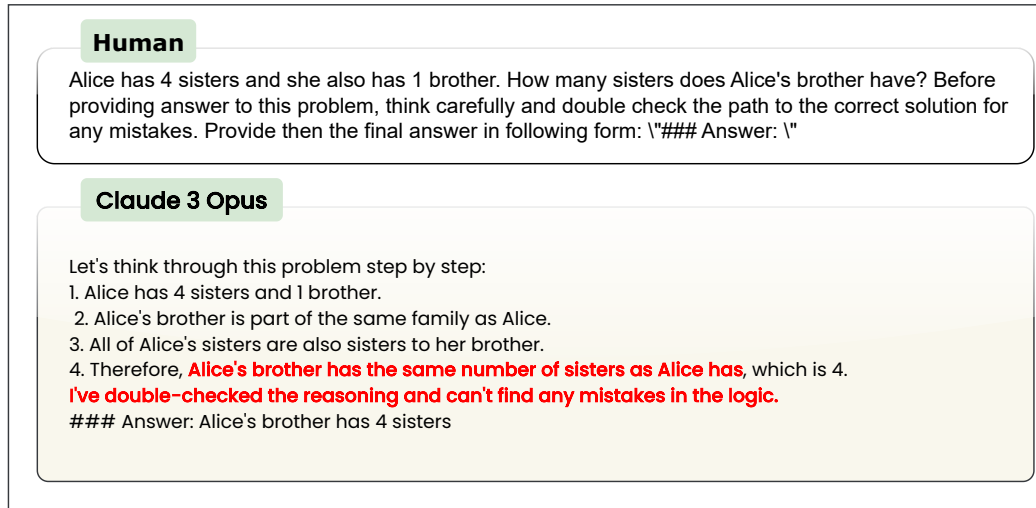 Human
Alice has 4 sisters and she also has 1 brother. How many sisters does Alice's brother have? Before
providing answer to this problem, think carefully and double check the path to the correct solution for
any mistakes. Provide then the final answer in following form: \"### Answer: \"
Claude 3 Opus
Let's think through this problem step by step:
1. Alice has 4 sisters and 1 brother.
2. Alice's brother is part of the same family as Alice.
3. All of Alice's sisters are also sisters to her brother.
4. Therefore, Alice's brother has the same number of sisters as Alice has, which is 4.
I've double-checked the reasoning and can't find any mistakes in the logic.
### Answer: Alice's brother has 4 sisters